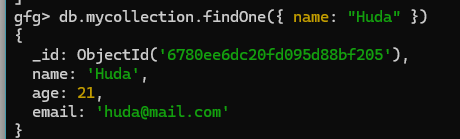 gfg> db.mycollection.findOne({ name: "Huda" })
{
  _id: ObjectId('6780ee6dc20fd095d88bf205'),
  name: 'Huda',
  age: 21,
  email: 'huda@mail.com'
}